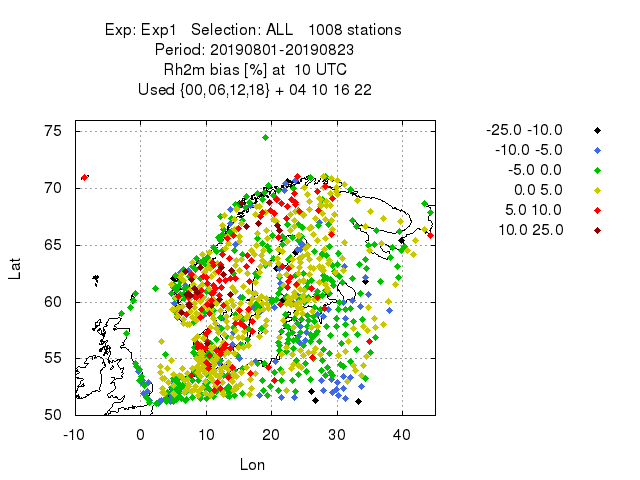 Exp: Exp1 Selection: ALL 1008 stations
Period: 20190801-20190823
Rh2m bias [%] at 10 UTC
Used {00,06,12,18} + 04 10 16 22
75
70
65
60
55
50
-10 0 10 20 30 40
Lat
Lon
-25.0 -10.0
-10.0 -5.0
-5.0 0.0
0.0 5.0
5.0 10.0
10.0 25.0